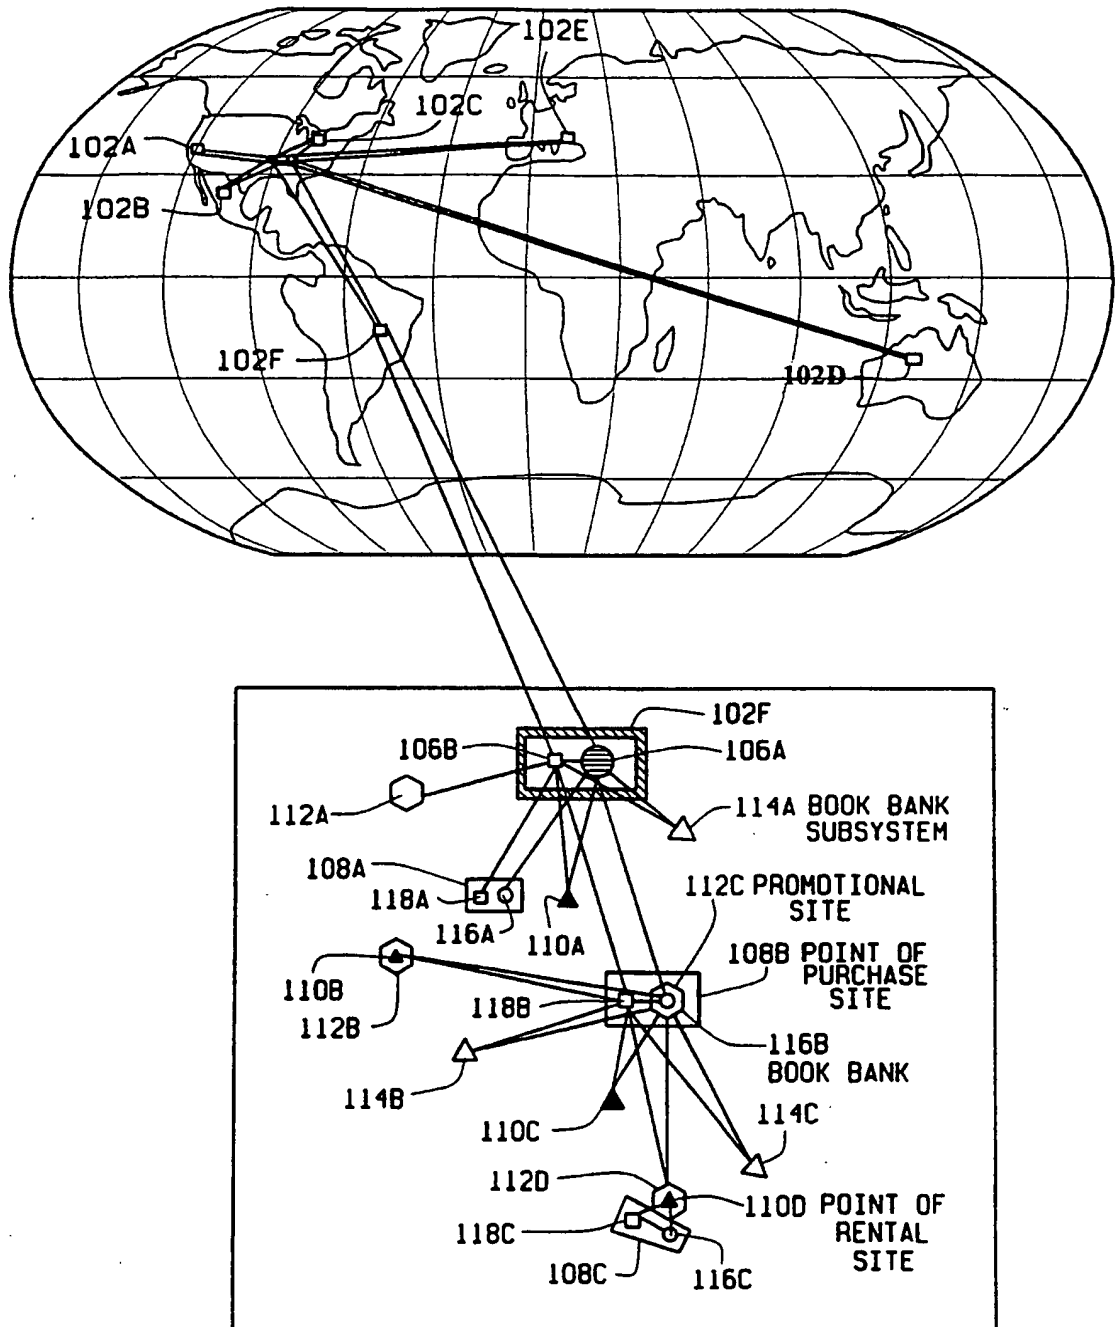 102E
102C
102A
102B
102F
102D
102F
106B
106A
112A
114A BOOK BANK
SUBSYSTEM
108A
118A
116A
110A
112C PROMOTIONAL
SITE
108B POINT OF
PURCHASE
SITE
110B
112B
118B
116B
BOOK BANK
114B
110C
114C
112D
110D POINT OF
RENTAL
SITE
118C
108C
116C